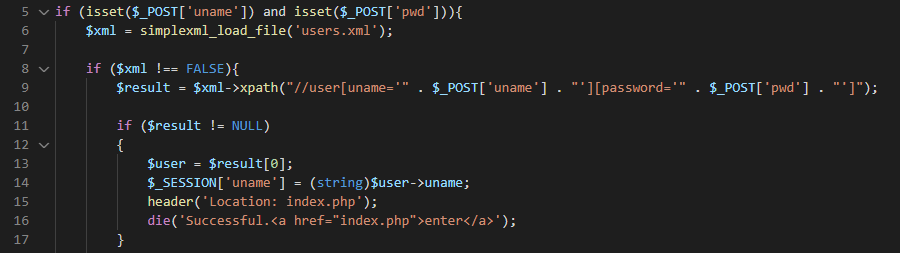 5 if (isset($_POST['uname']) and isset($_POST['pwd'])){
6     $xml = simplexml_load_file('users.xml');
7
8     if ($xml !== FALSE){
9         $result = $xml->xpath("//user[uname='" . $_POST['uname'] . "'][password='" . $_POST['pwd'] . "']");
10
11         if ($result != NULL)
12         {
13             $user = $result[0];
14             $_SESSION['uname'] = (string)$user->uname;
15             header('Location: index.php');
16             die('Successful.<a href="index.php">enter</a>');
17         }